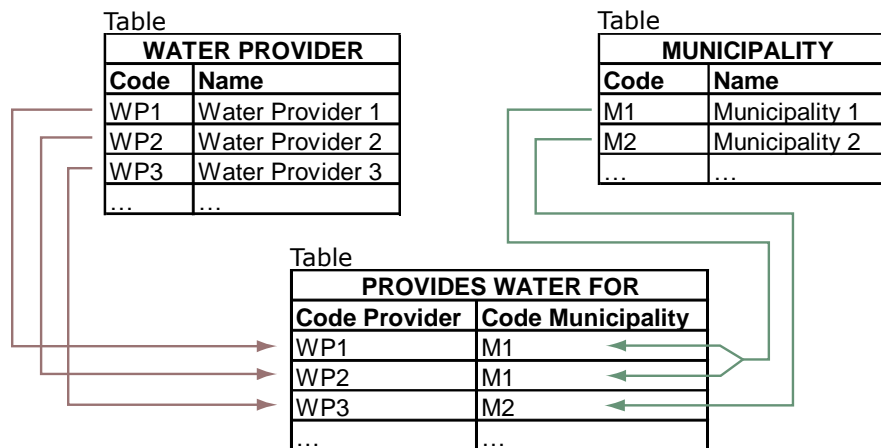 Table
WATER PROVIDER
Code Name
WP1 Water Provider 1
WP2 Water Provider 2
WP3 Water Provider 3
... ...
Table
MUNICIPALITY
Code Name
M1 Municipality 1
M2 Municipality 2
... ...
Table
PROVIDES WATER FOR
Code Provider Code Municipality
WP1 M1
WP2 M1
WP3 M2
... ...